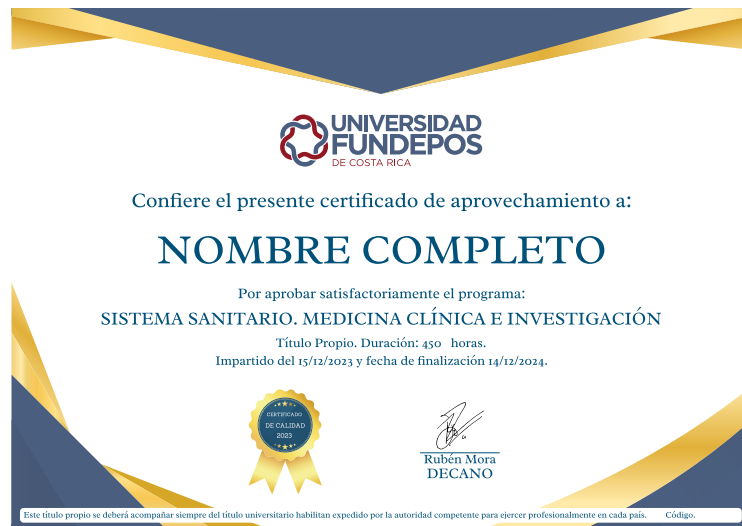 UNIVERSIDAD
FUNDEPOS
DE COSTA RICA
Confiere el presente certificado de aprovechamiento a:
NOMBRE COMPLETO
Por aprobar satisfactoriamente el programa:
SISTEMA SANITARIO. MEDICINA CLÍNICA E INVESTIGACIÓN
Título Propio. Duración: 450 horas.
Impartido del 15/12/2023 y fecha de finalización 14/12/2024.
CERTIFICADO
DE CALIDAD
2023
Rubén Mora
DECANO
Este título propio se deberá acompañar siempre del título universitario habilitan expedido por la autoridad competente para ejercer profesionalmente en cada país. Código.